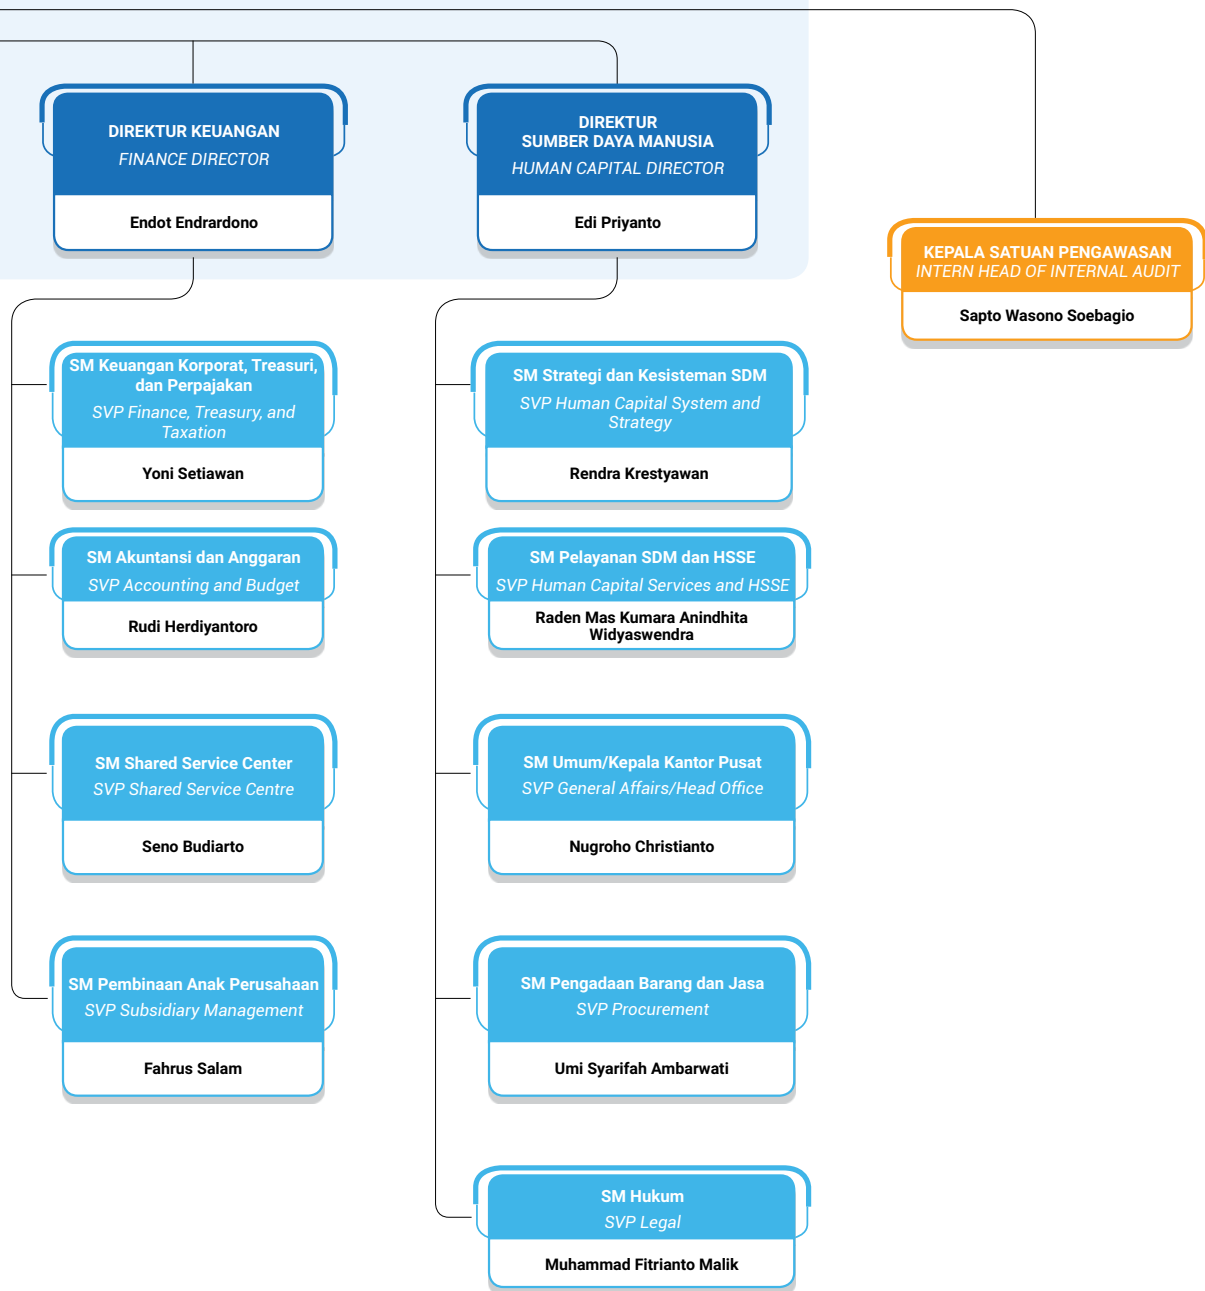 DIREKTUR KEUANGAN
FINANCE DIRECTOR
Endot Endrardono
DIREKTUR
SUMBER DAYA MANUSIA
HUMAN CAPITAL DIRECTOR
Edi Priyanto
KEPALA SATUAN PENGAWASAN
INTERN HEAD OF INTERNAL AUDIT
Sapto Wasono Soebagio
SM Keuangan Korporat, Treasuri,
dan Perpajakan
SVP Finance, Treasury, and
Taxation
Yoni Setiawan
SM Akuntansi dan Anggaran
SVP Accounting and Budget
Rudi Herdiyantoro
SM Shared Service Center
SVP Shared Service Centre
Seno Budiarto
SM Pembinaan Anak Perusahaan
SVP Subsidiary Management
Fahrus Salam
SM Strategi dan Kesisteman SDM
SVP Human Capital System and
Strategy
Rendra Krestyawan
SM Pelayanan SDM dan HSSE
SVP Human Capital Services and HSSE
Raden Mas Kumara Anindhita
Widyaswendra
SM Umum/Kepala Kantor Pusat
SVP General Affairs/Head Office
Nugroho Christianto
SM Pengadaan Barang dan Jasa
SVP Procurement
Umi Syarifah Ambarwati
SM Hukum
SVP Legal
Muhammad Fitrianto Malik